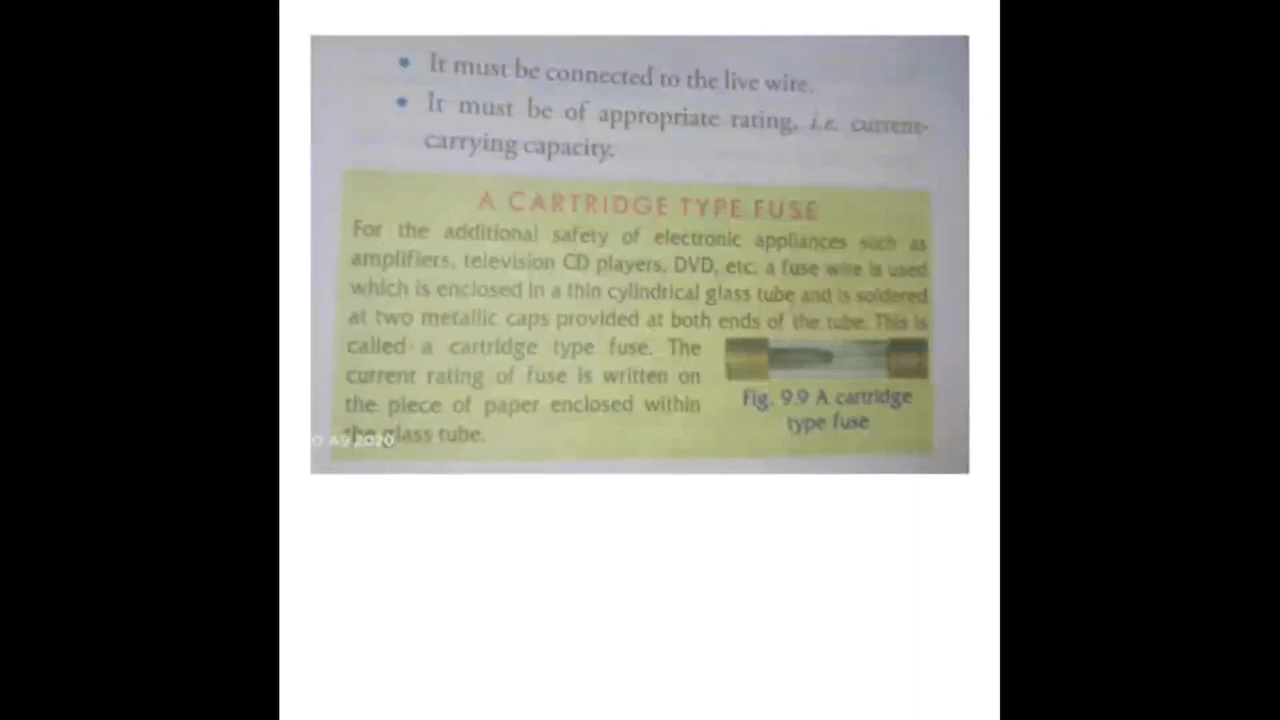 • It must be connected to the live wire.
• It must be of appropriate rating, i.e. current-
carrying capacity.
A CARTRIDGE TYPE FUSE
For the additional safety of electronic appliances such as
amplifiers, television CD players, DVD, etc. a fuse wire is used
which is enclosed in a thin cylindrical glass tube and is soldered
at two metallic caps provided at both ends of the tube. This is
called a cartridge type fuse. The
current rating of fuse is written on
the piece of paper enclosed within
the glass tube.
Fig. 9.9 A cartridge
type fuse
A9 2020